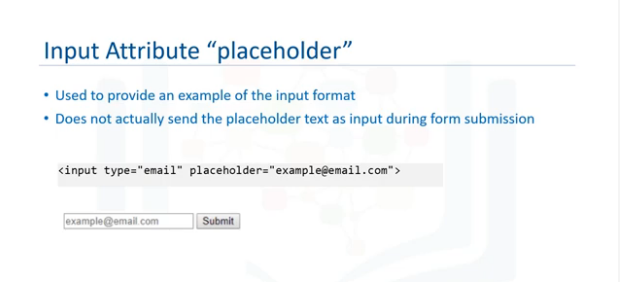 Input Attribute “placeholder”
• Used to provide an example of the input format
• Does not actually send the placeholder text as input during form submission
<input type="email" placeholder="example@email.com">
example@email.com Submit